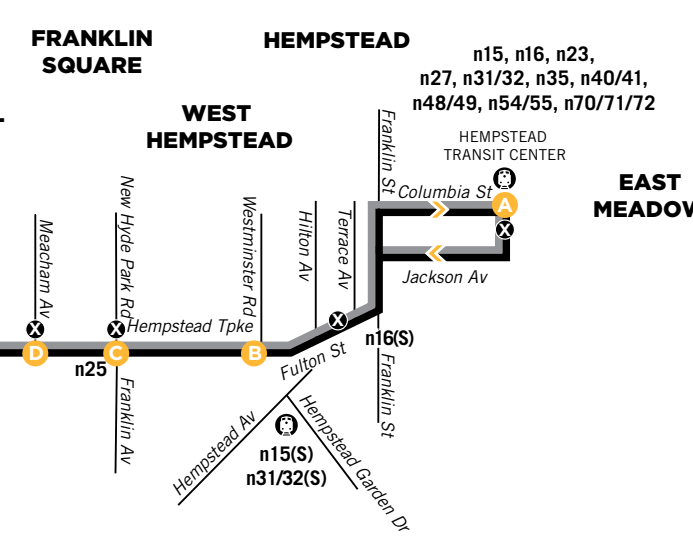 FRANKLIN
SQUARE
HEMPSTEAD
n15, n16, n23,
n27, n31/32, n35, n40/41,
n48/49, n54/55, n70/71/72
WEST
HEMPSTEAD
HEMPSTEAD
TRANSIT CENTER
EAST
MEADOW
Franklin St
Columbia St
A
X
Jackson Av
Meacham Av
New Hyde Park Rd
Westminster Rd
Hilton Av
Terrace Av
X
X
Hempstead Tpke
X
D
C
B
n25
Fulton St
n16(S)
Franklin St
Franklin Av
Hempstead Av
Hempstead Garden Dr
n15(S)
n31/32(S)